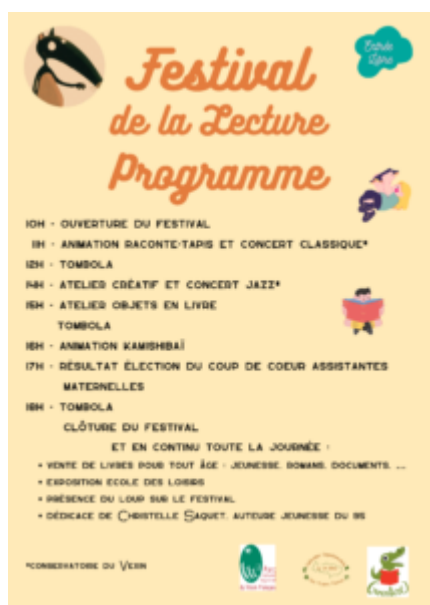 Entrée
Libre
Festival
de la Lecture
Programme
10H - OUVERTURE DU FESTIVAL
11H - ANIMATION RACONTE-TAPIS ET CONCERT CLASSIQUE*
12H - TOMBOLA
14H - ATELIER CRÉATIF ET CONCERT JAZZ*
15H - ATELIER OBJETS EN LIVRE
TOMBOLA
16H - ANIMATION KAMISHIBAÏ
17H - RÉSULTAT ÉLECTION DU COUP DE COEUR ASSISTANTES
MATERNELLES
18H - TOMBOLA
CLÔTURE DU FESTIVAL
ET EN CONTINU TOUTE LA JOURNÉE :
• VENTE DE LIVRES POUR TOUT ÂGE : JEUNESSE, ROMANS, DOCUMENTS, ...
• EXPOSITION ECOLE DES LOISIRS
• PRÉSENCE DU LOUP SUR LE FESTIVAL
• DÉDICACE DE CHRISTELLE SAQUET, AUTEURE JEUNESSE DU 95
*CONSERVATOIRE DU VEXIN